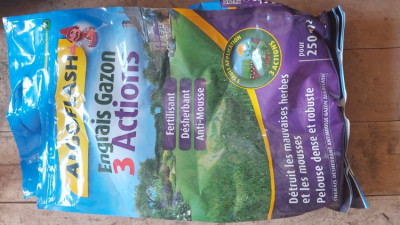 ALGOFLASH
Engrais Gazon
3 Actions
Fertilisant
Désherbant
Anti-Mousse
3 ACTIONS
pour
250 m²
Détruit les mauvaises herbes
et les mousses
Pelouse dense et robuste